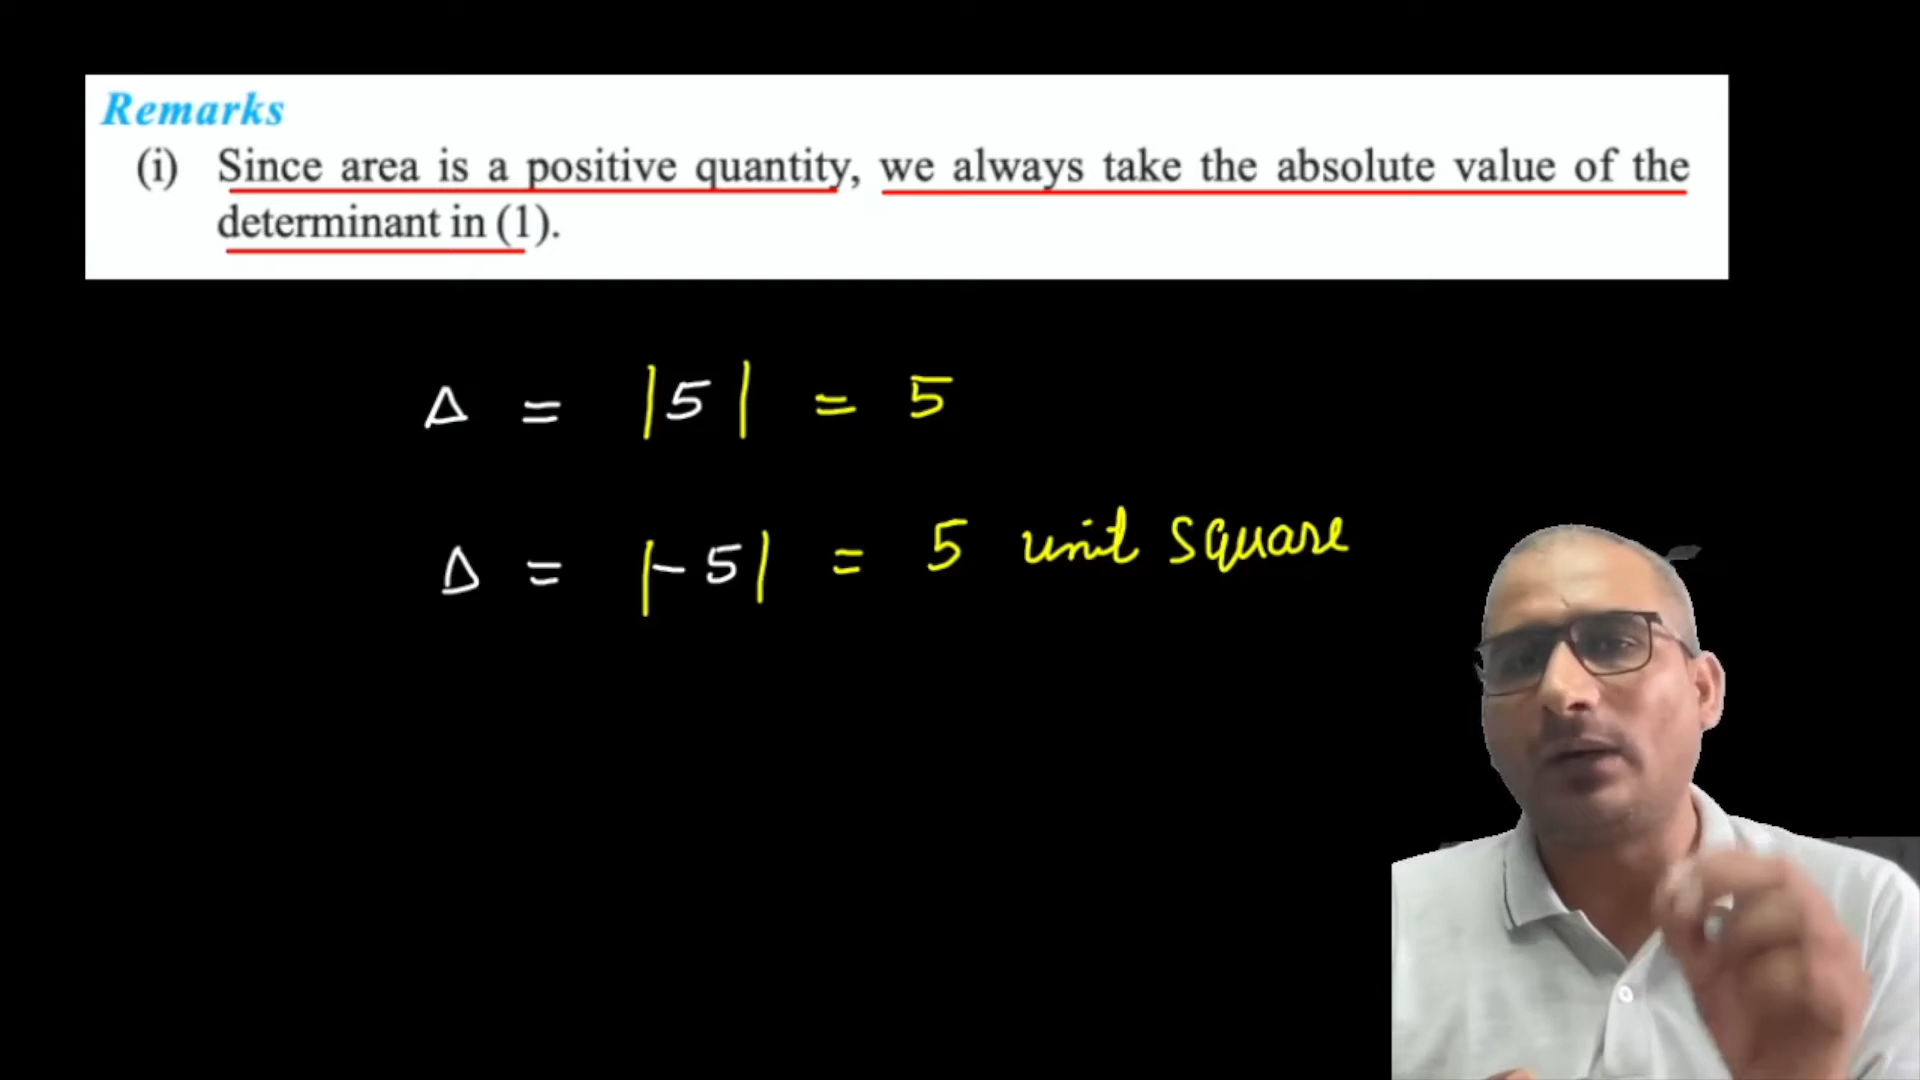 Remarks
(i) Since area is a positive quantity, we always take the absolute value of the
determinant in (1).
Δ = |5| = 5
Δ = |-5| = 5 unit square